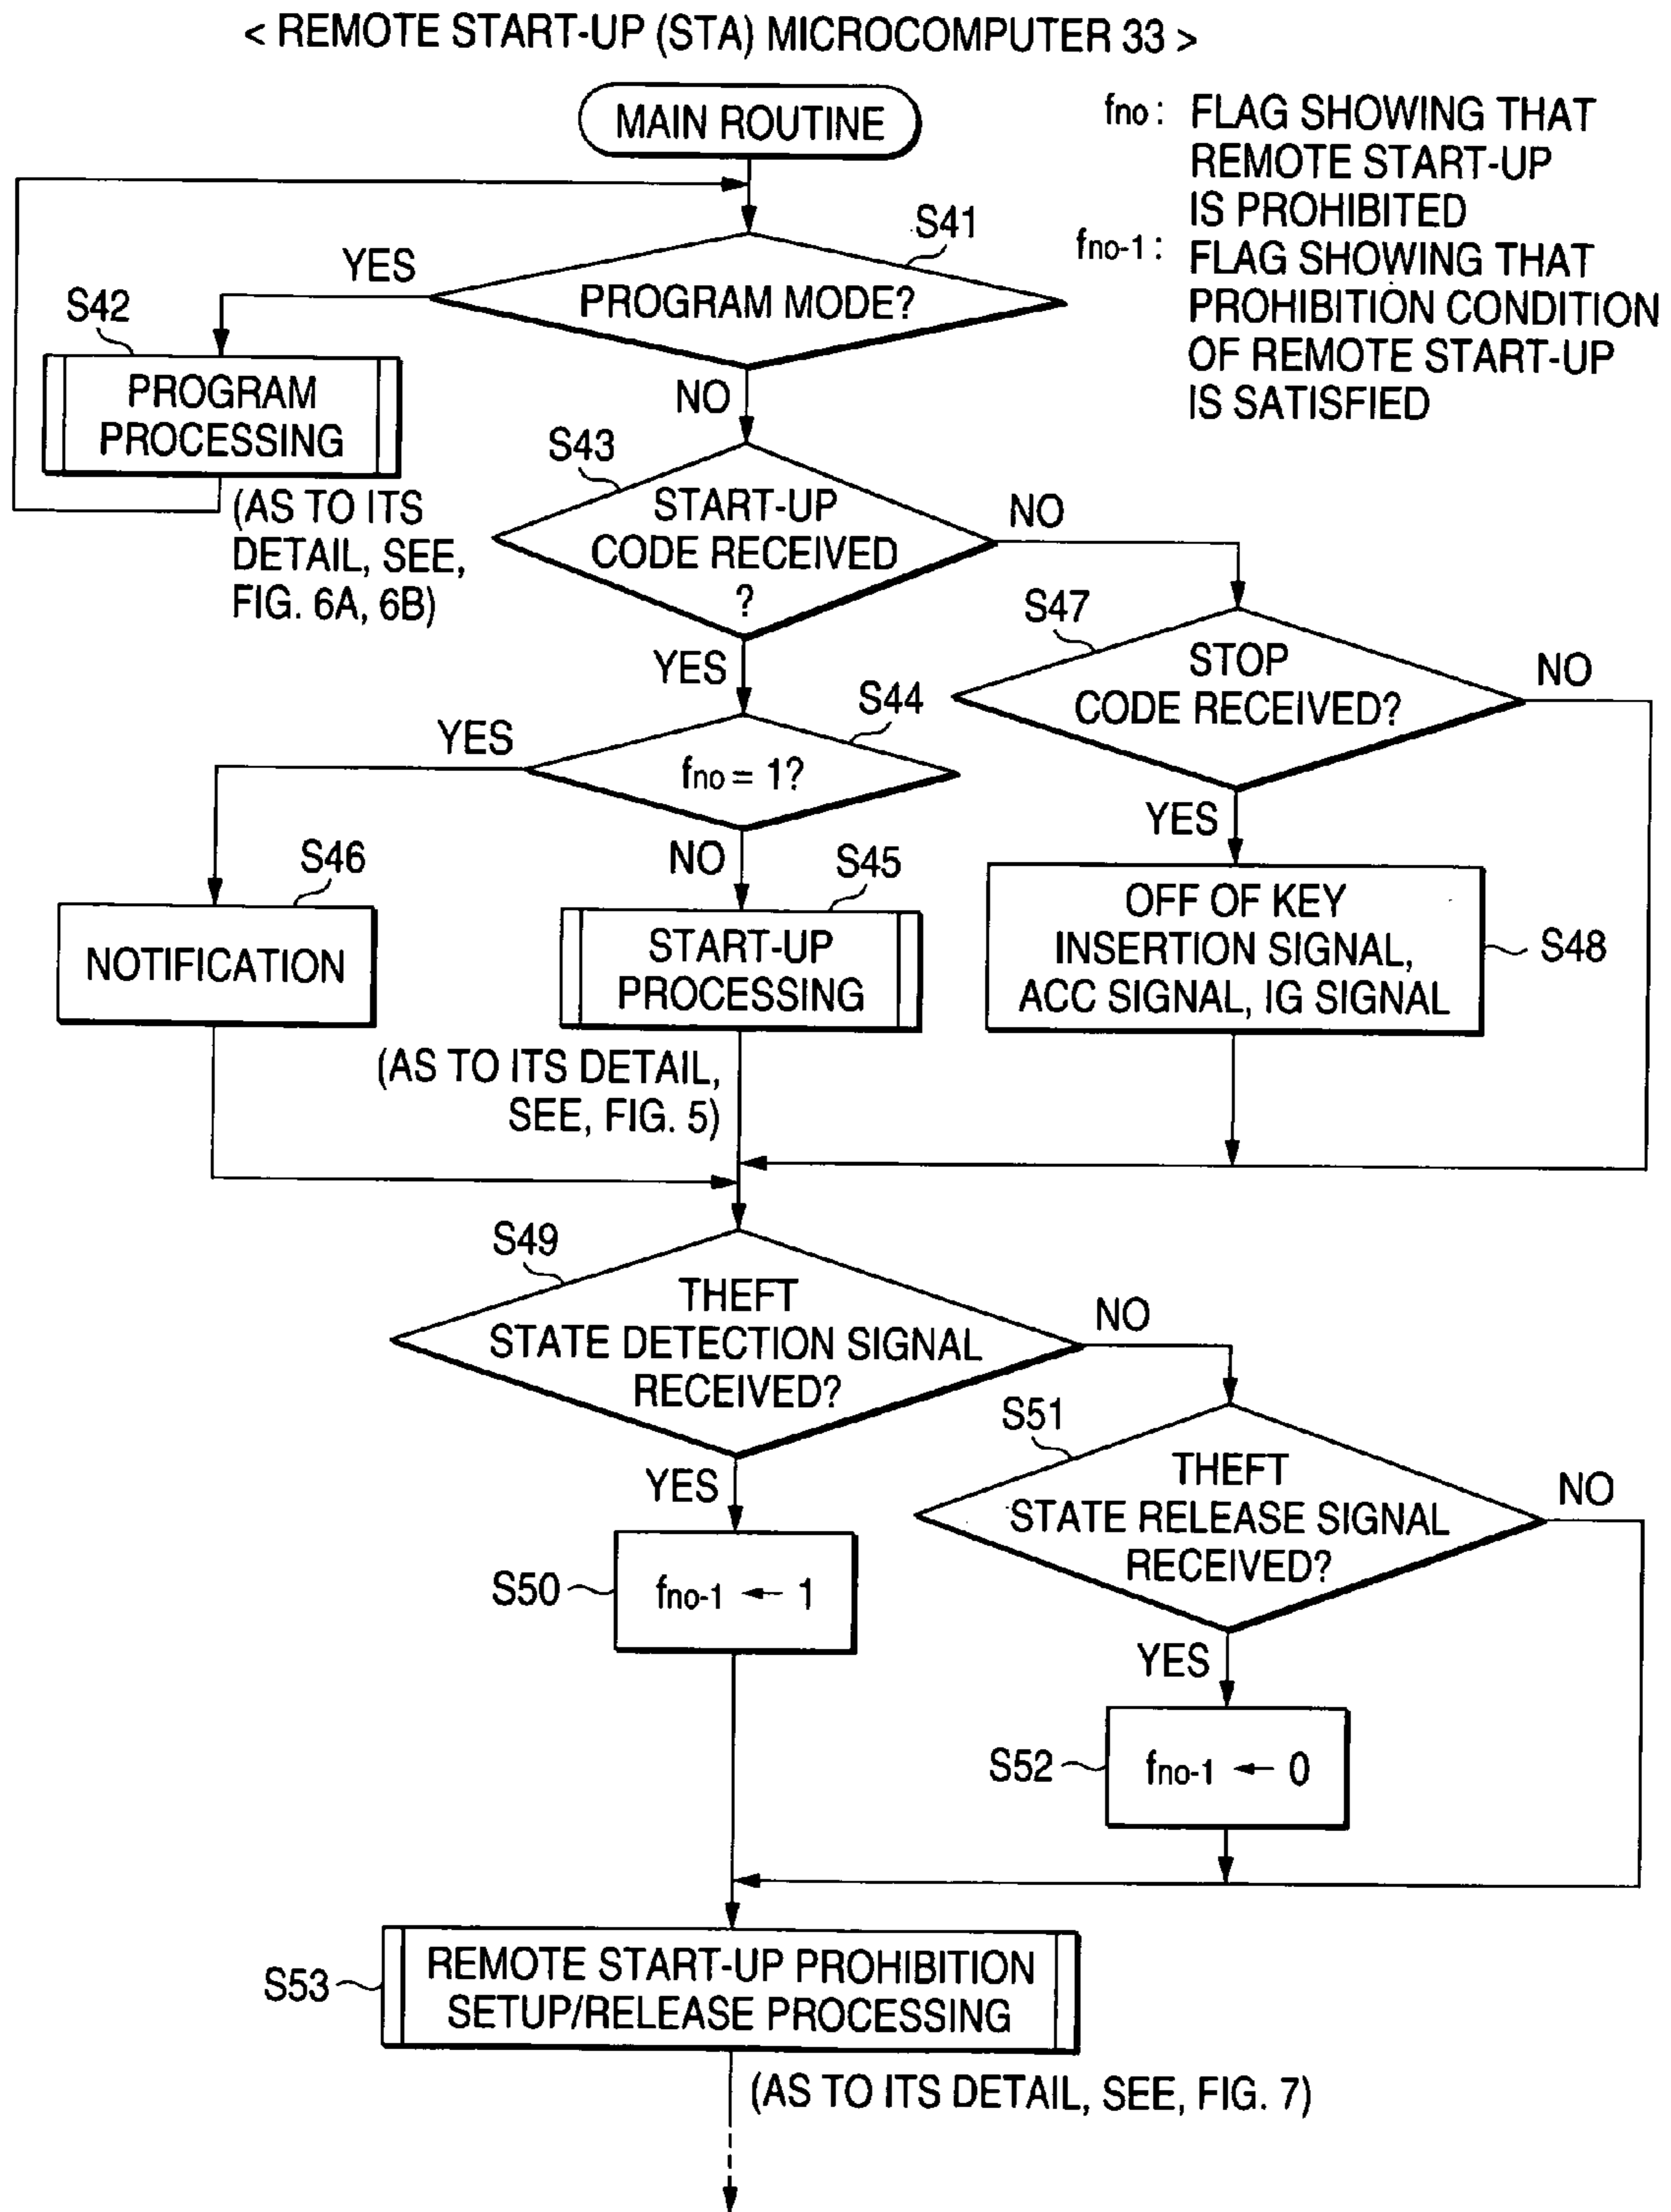 < REMOTE START-UP (STA) MICROCOMPUTER 33 >
MAIN ROUTINE
fno : FLAG SHOWING THAT
REMOTE START-UP
IS PROHIBITED
fno-1 : FLAG SHOWING THAT
PROHIBITION CONDITION
OF REMOTE START-UP
IS SATISFIED
S41
YES
PROGRAM MODE?
S42
PROGRAM
PROCESSING
(AS TO ITS
DETAIL, SEE,
FIG. 6A, 6B)
NO
S43
START-UP
CODE RECEIVED
?
NO
YES
S47
STOP
CODE RECEIVED?
NO
S44
YES
fno = 1?
YES
NO
S46
NOTIFICATION
S45
START-UP
PROCESSING
(AS TO ITS DETAIL,
SEE, FIG. 5)
OFF OF KEY
INSERTION SIGNAL,
ACC SIGNAL, IG SIGNAL
S48
S49
THEFT
STATE DETECTION SIGNAL
RECEIVED?
NO
YES
S51
THEFT
STATE RELEASE SIGNAL
RECEIVED?
NO
S50
fno-1 ← 1
YES
S52
fno-1 ← 0
S53
REMOTE START-UP PROHIBITION
SETUP/RELEASE PROCESSING
(AS TO ITS DETAIL, SEE, FIG. 7)